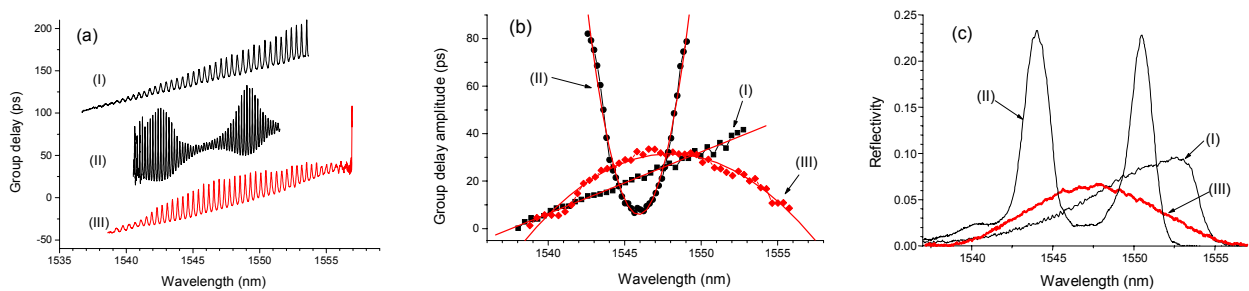 (a)
Group delay (ps)
200
150
100
50
0
-50
(I)
(II)
(III)
1535
1540
1545
1550
1555
Wavelength (nm)
(b)
Group delay amplitude (ps)
80
60
40
20
0
(II)
(I)
(III)
1540
1545
1550
1555
Wavelength (nm)
(c)
Reflectivity
0.25
0.20
0.15
0.10
0.05
0.00
(II)
(I)
(III)
1540
1545
1550
1555
Wavelength (nm)